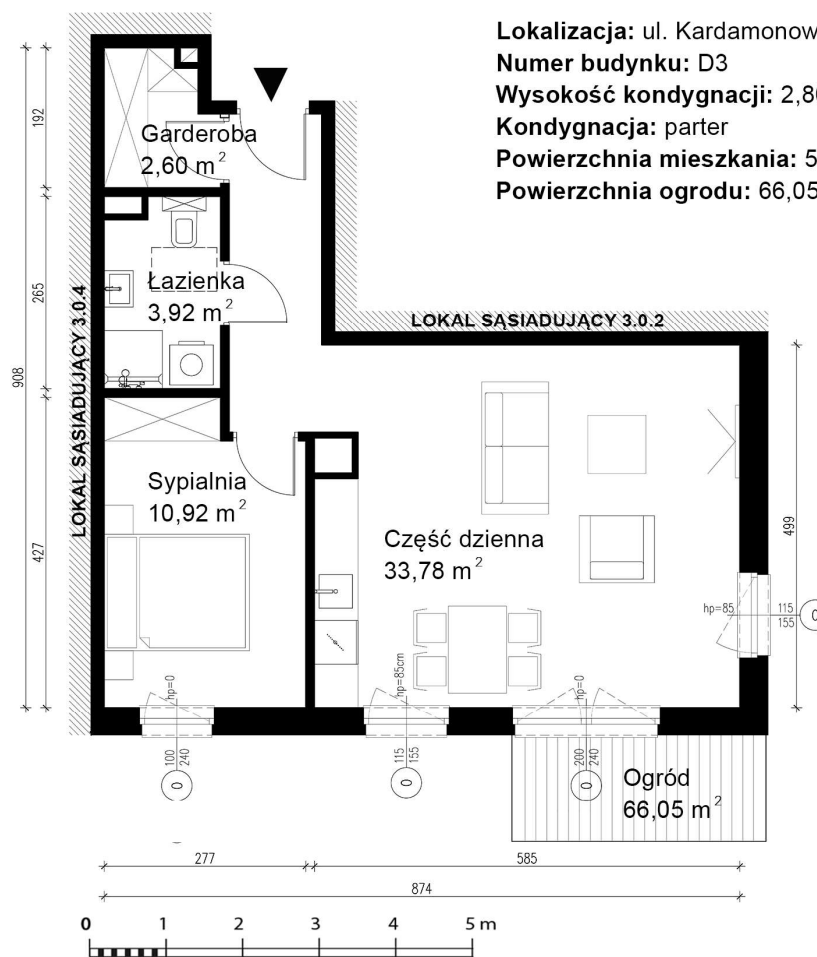 Lokalizacja: ul. Kardamonow
Numer budynku: D3
Wysokość kondygnacji: 2,8
Kondygnacja: parter
Powierzchnia mieszkania: 5
Powierzchnia ogrodu: 66,05
Garderoba
2,60 m²
Łazienka
3,92 m²
LOKAL SĄSIADUJĄCY 3.0.4
LOKAL SĄSIADUJĄCY 3.0.2
Sypialnia
10,92 m²
Część dzienna
33,78 m²
Ogród
66,05 m²
192
265
427
908
499
hp=85
115
155
0
hp=0
100
240
0
hp=85cm
115
155
0
hp=0
200
240
0
277
585
874
0 1 2 3 4 5 m